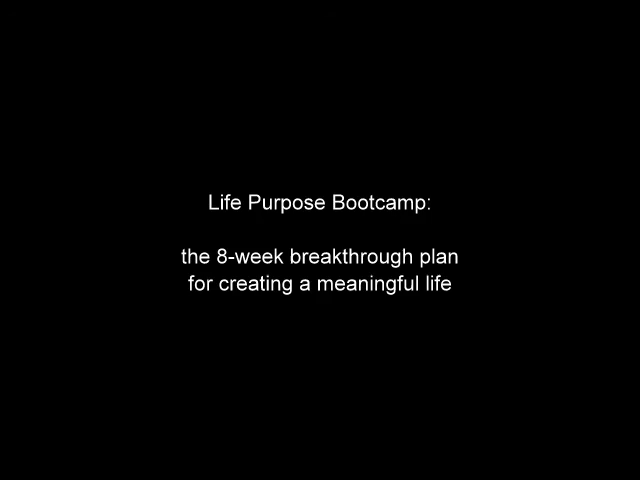 Life Purpose Bootcamp:
the 8-week breakthrough plan
for creating a meaningful life